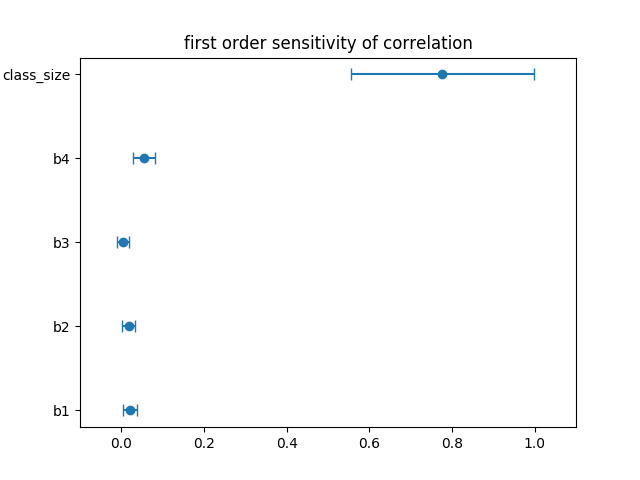 first order sensitivity of correlation
class_size
b4
b3
b2
b1
0.0 0.2 0.4 0.6 0.8 1.0